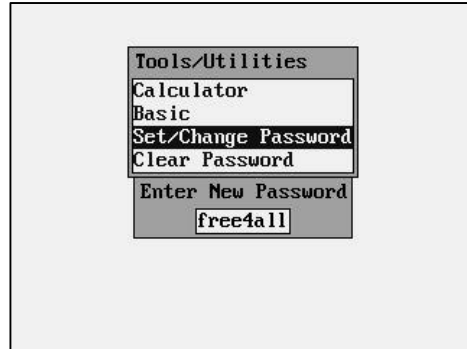 Tools/Utilities
Calculator
Basic
Set/Change Password
Clear Password
Enter New Password
free4all